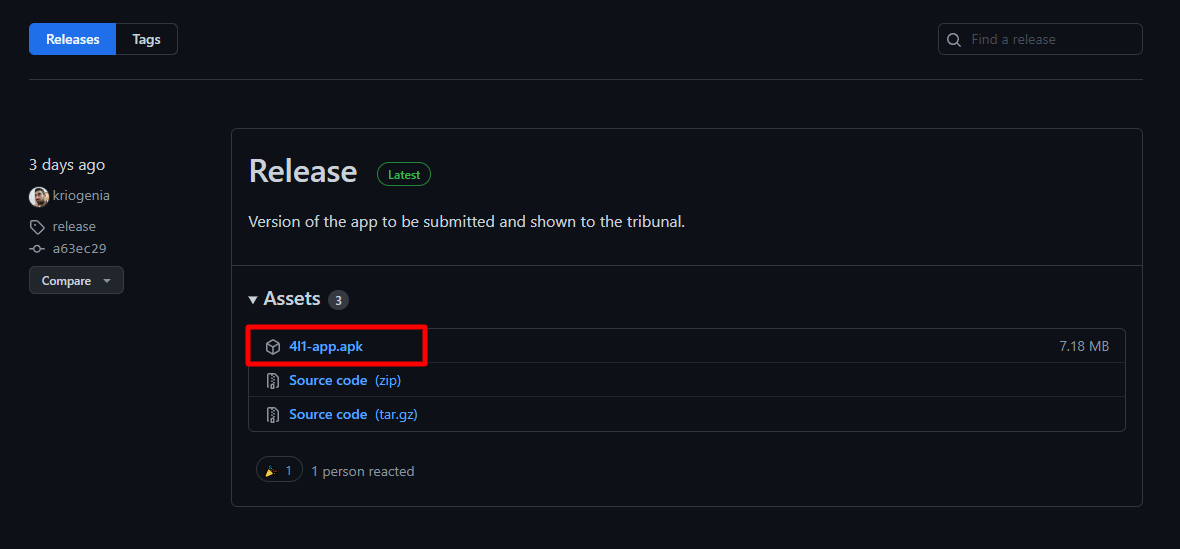 Releases Tags Find a release
3 days ago
kriogenia
release
a63ec29
Compare
Release Latest
Version of the app to be submitted and shown to the tribunal.
Assets 3
4l1-app.apk 7.18 MB
Source code (zip)
Source code (tar.gz)
1 1 person reacted